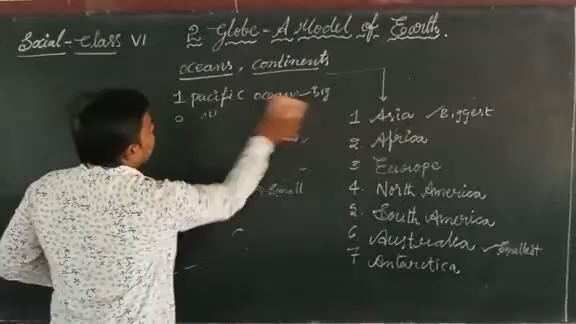 Social-Class VI
2. Globe-A Model of Earth.
oceans, continents
1 pacific ocean Big
small
1 Asia Biggest
2. Africa
3 Europe
4. North America
5. South America
6. Australia Smallest
7 Antarctica